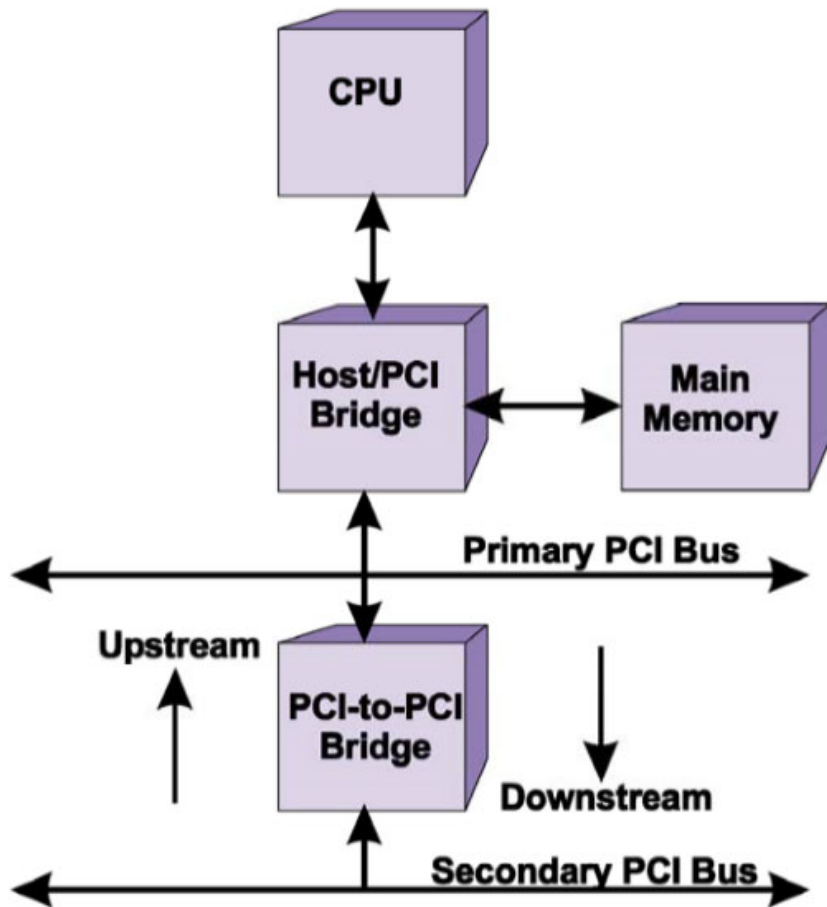 CPU
Host/PCI
Bridge
Main
Memory
Primary PCI Bus
Upstream
PCI-to-PCI
Bridge
Downstream
Secondary PCI Bus